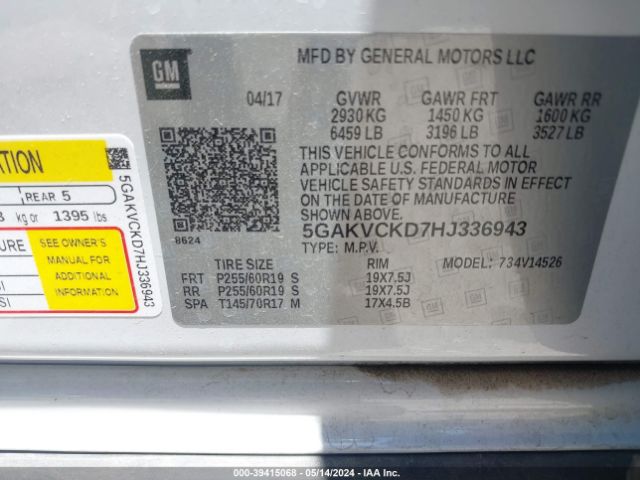 GM
MFD BY GENERAL MOTORS LLC
04/17 GVWR GAWR FRT GAWR RR
2930 KG 1450 KG 1600 KG
6459 LB 3196 LB 3527 LB
THIS VEHICLE CONFORMS TO ALL
APPLICABLE U.S. FEDERAL MOTOR
VEHICLE SAFETY STANDARDS IN EFFECT
ON THE DATE OF MANUFACTURE
SHOWN ABOVE.
8624
5GAKVCKD7HJ336943
TYPE: M.P.V. MODEL: 734V14526
TIRE SIZE RIM
FRT P255/60R19 S 19X7.5J
RR P255/60R19 S 19X7.5J
SPA T145/70R17 M 17X4.5B
ATION
REAR 5
kg or 1395 lbs
URE SEE OWNER'S
MANUAL FOR
ADDITIONAL
INFORMATION
SI
SI
5GAKVCKD7HJ336943
000-39415068 - 05/14/2024 - IAA Inc.